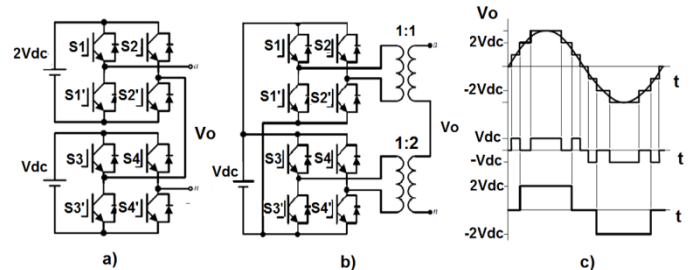 2Vdc
S1
S2
a
S1'
S2'
Vo
Vdc
S3
S4
n
S3'
S4'
a)
1:1
S1
S2
a
S1'
S2'
1:2
Vo
Vdc
S3
S4
n
S3'
S4'
b)
Vo
2Vdc
t
-2Vdc
Vdc
-Vdc
t
2Vdc
-2Vdc
t
c)